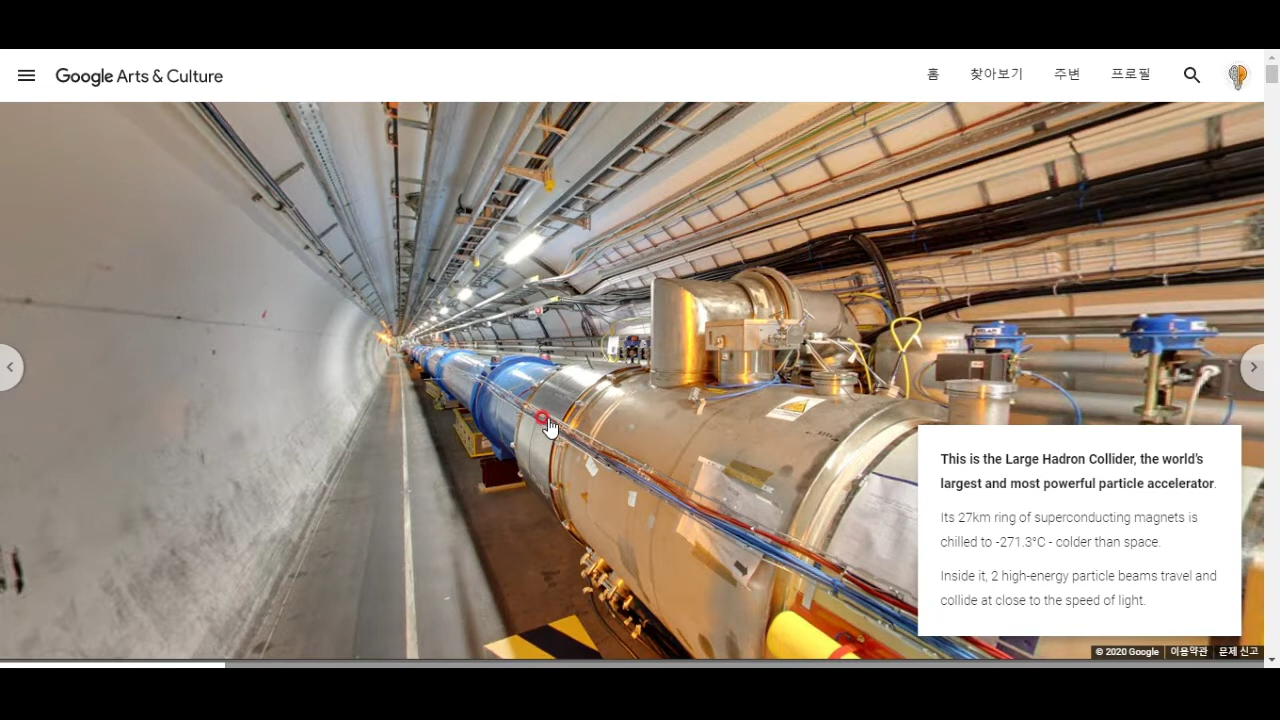 Google Arts & Culture
홈 찾아보기 주변 프로필
This is the Large Hadron Collider, the world's
largest and most powerful particle accelerator.
Its 27km ring of superconducting magnets is
chilled to -271.3°C - colder than space.
Inside it, 2 high-energy particle beams travel and
collide at close to the speed of light.
© 2020 Google 이용약관 문제 신고